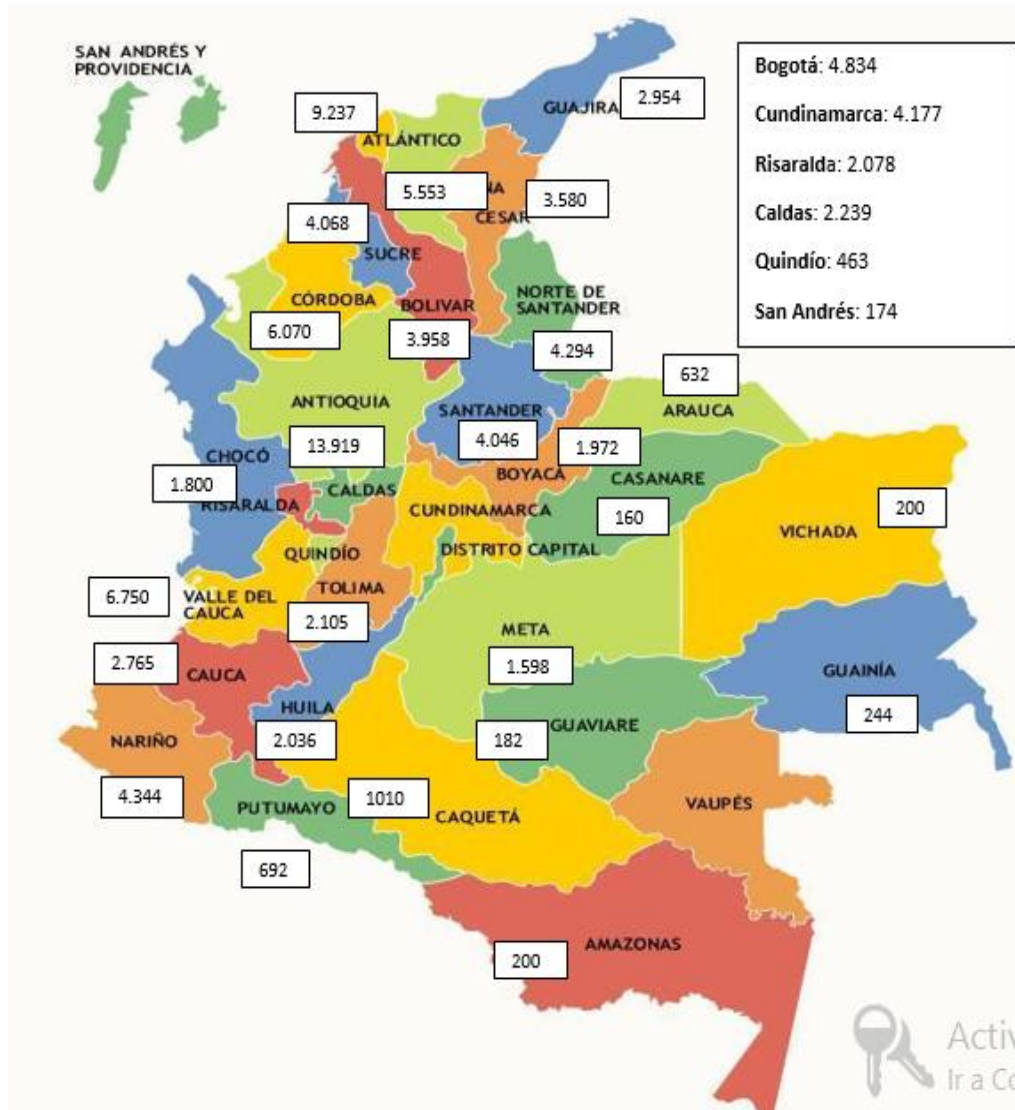 SAN ANDRÉS Y
PROVIDENCIA
Bogotá: 4.834
Cundinamarca: 4.177
Risaralda: 2.078
Caldas: 2.239
Quindío: 463
San Andrés: 174
GUAJIRA
2.954
9.237
ATLÁNTICO
5.553
NA
CESAR
3.580
4.068
SUCRE
CÓRDOBA
6.070
BOLIVAR
3.958
NORTE DE
SANTANDER
4.294
632
ARAUCA
ANTIOQUIA
13.919
SANTANDER
4.046
1.972
BOYACÁ
CASANARE
160
CHOCÓ
1.800
RISARALDA
CALDAS
CUNDINAMARCA
DISTRITO CAPITAL
200
VICHADA
QUINDÍO
TOLIMA
2.105
6.750
VALLE DEL
CAUCA
META
1.598
2.765
CAUCA
HUILA
2.036
GUAINÍA
244
GUAVIARE
182
NARIÑO
4.344
PUTUMAYO
692
1010
CAQUETÁ
VAUPÉS
AMAZONAS
200
Activ
Ir a Co